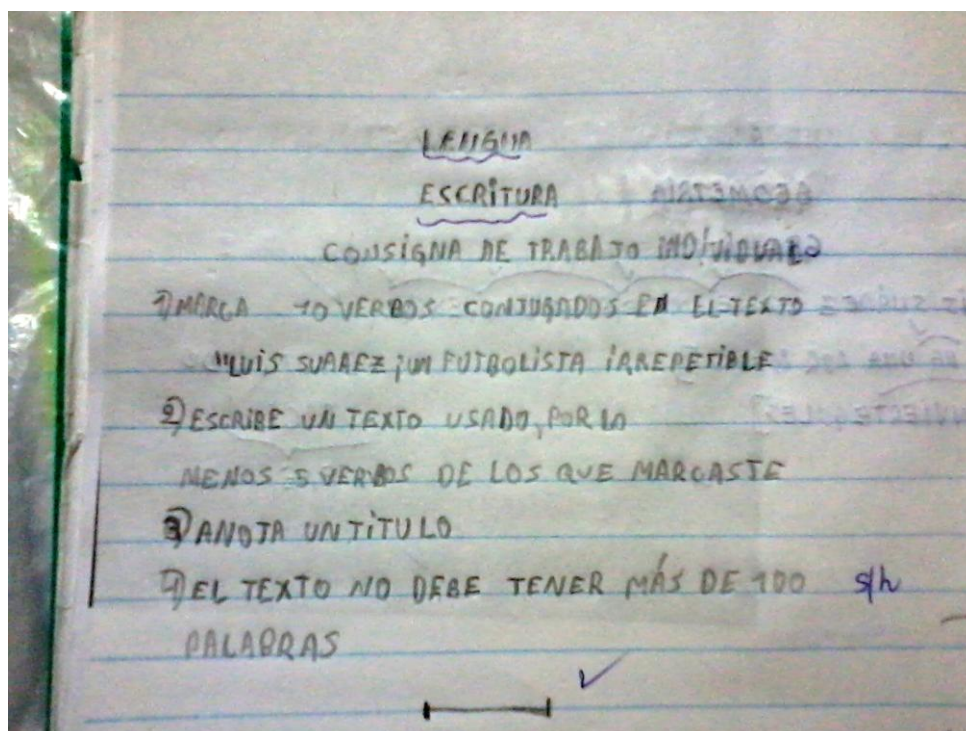 LENGUA
ESCRITURA
CONSIGNA DE TRABAJO INDIVIDUAL
1) MARCA 10 VERBOS CONJUGADOS EN EL TEXTO
"LUIS SUAREZ ¡UN FUTBOLISTA IRREPETIBLE
2) ESCRIBE UN TEXTO USADO, POR LO
MENOS 5 VERBOS DE LOS QUE MARCASTE
3) ANOTA UN TÍTULO
4) EL TEXTO NO DEBE TENER MÁS DE 100 s/h
PALABRAS